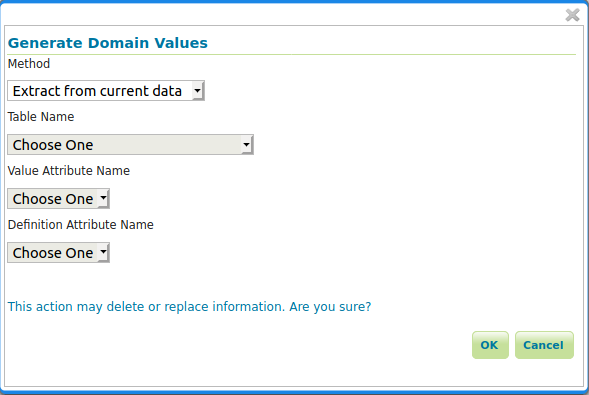 Generate Domain Values
Method
Extract from current data
Table Name
Choose One
Value Attribute Name
Choose One
Definition Attribute Name
Choose One
This action may delete or replace information. Are you sure?
OK Cancel